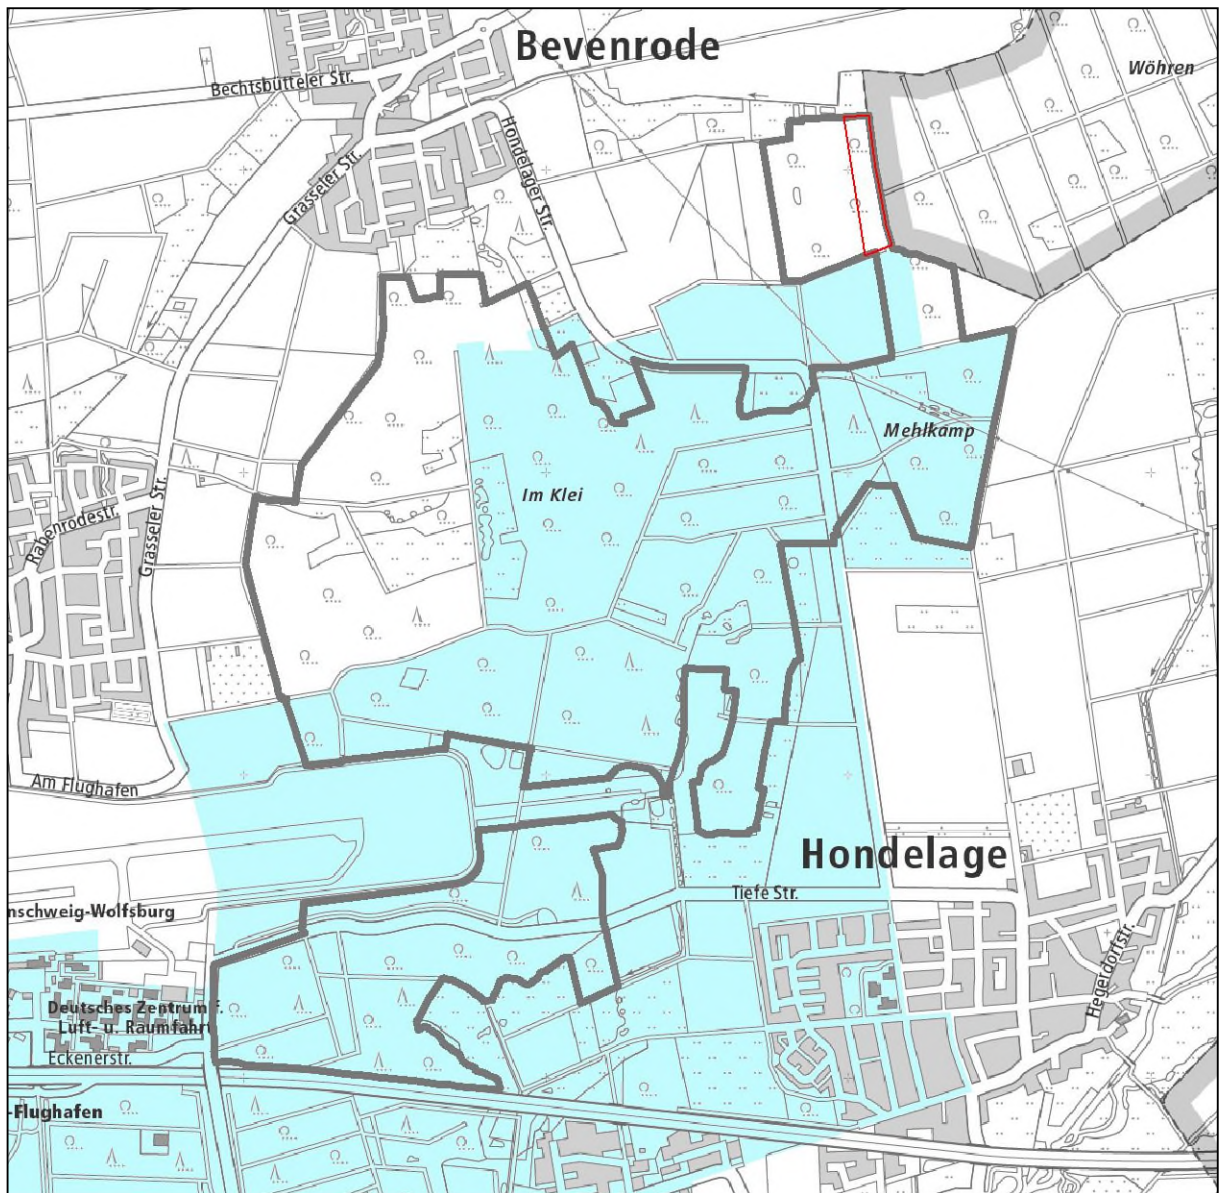 Bevenrode
Wöhren
Bechtsbütteler Str.
Hondelager Str.
Grasseler Str.
Mehlkamp
Im Klei
Rabenrodestr.
Grasseler Str.
Am Flughafen
Hondelage
Tiefe Str.
nschweig-Wolfsburg
Hegerdorfstr.
Deutsches Zentrum f.
Luft- u. Raumfahrt
Eckenerstr.
-Flughafen